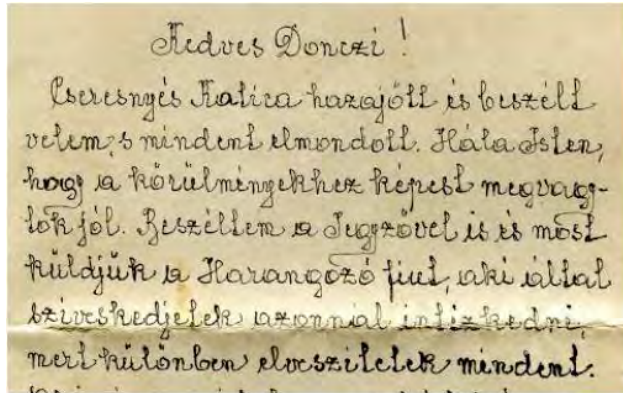 Kedves Donczi!
Cseresnyés Katica hazajött és beszélt
velem, s mindent elmondott. Hála Isten,
hogy a körülményekhez képest megvagy-
tok jól. Beszéltem a Jegyzővel is és most
küldjük a Harangozó fiut, aki által
sziveskedjetek azonnal intézkedni,
mert különben elveszitetek mindent.